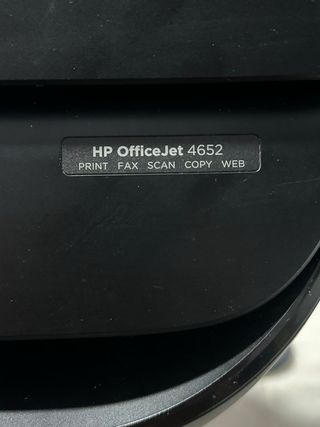 HP OfficeJet 4652
PRINT FAX SCAN COPY WEB